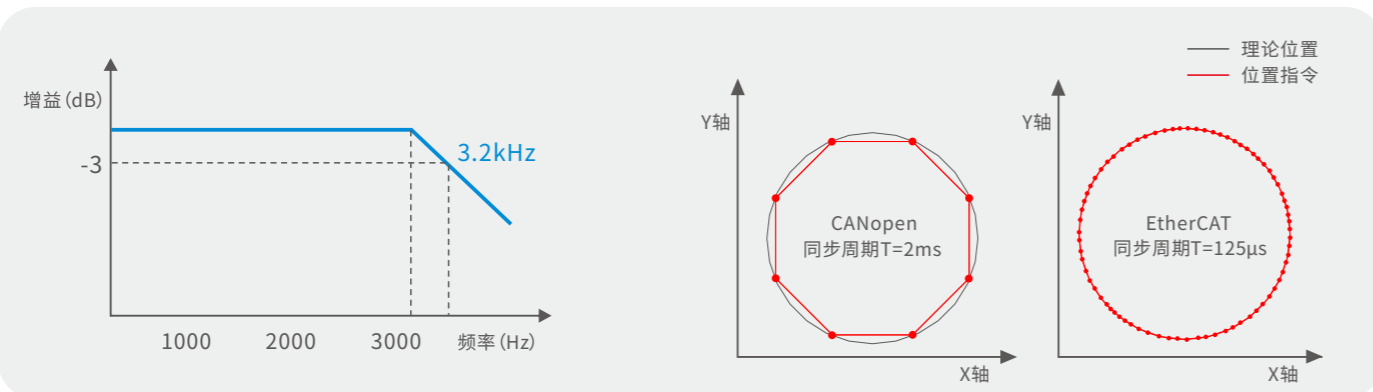 增益(dB)
-3
3.2kHz
1000
2000
3000
频率(Hz)
理论位置
位置指令
Y轴
CANopen
同步周期T=2ms
X轴
Y轴
EtherCAT
同步周期T=125μs
X轴